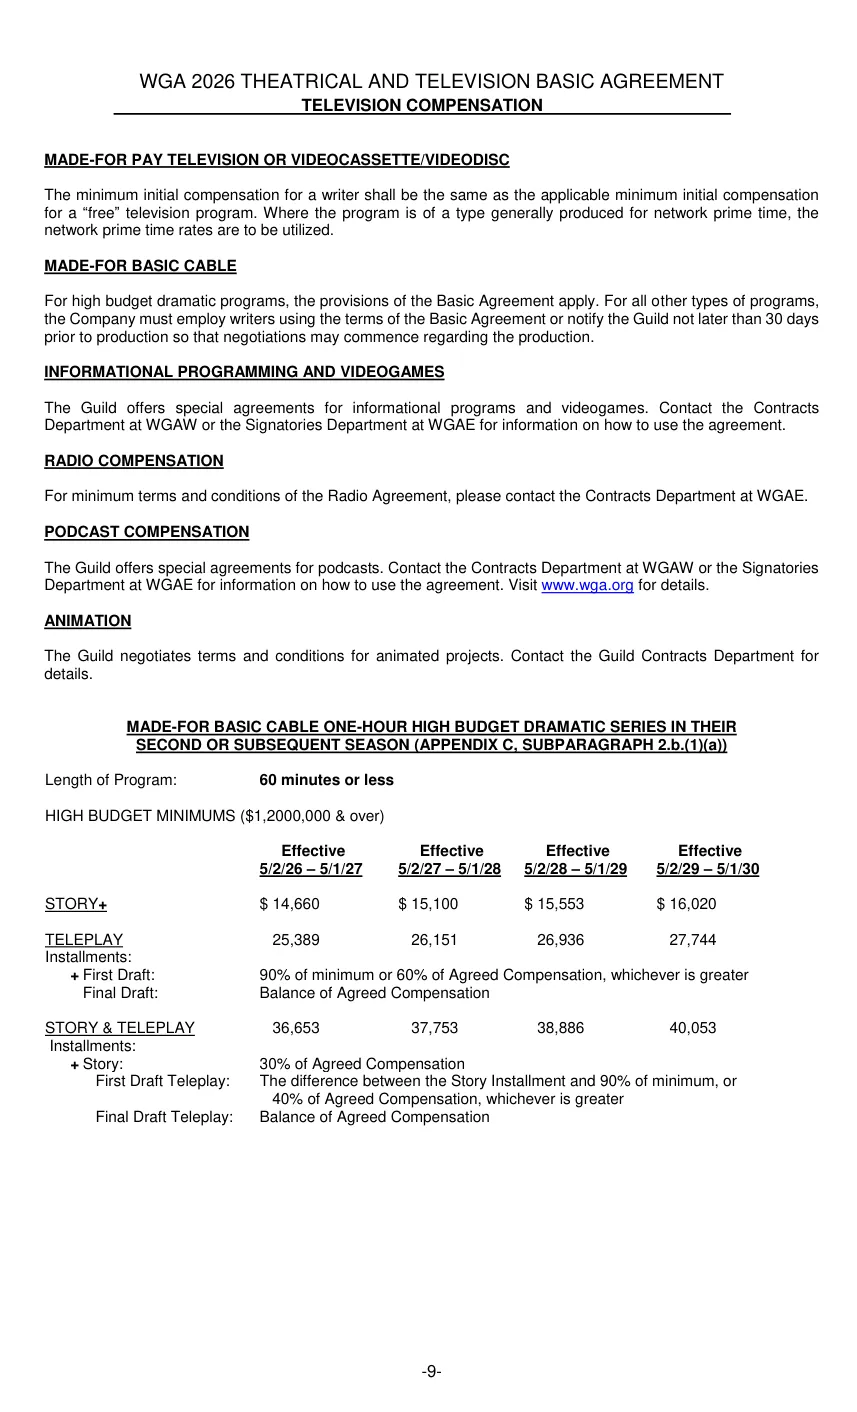 WGA 2026 THEATRICAL AND TELEVISION BASIC AGREEMENT
TELEVISION COMPENSATION
MADE-FOR PAY TELEVISION OR VIDEOCASSETTE/VIDEODISC
The minimum initial compensation for a writer shall be the same as the applicable minimum initial compensation
for a “free” television program. Where the program is of a type generally produced for network prime time, the
network prime time rates are to be utilized.
MADE-FOR BASIC CABLE
For high budget dramatic programs, the provisions of the Basic Agreement apply. For all other types of programs,
the Company must employ writers using the terms of the Basic Agreement or notify the Guild not later than 30 days
prior to production so that negotiations may commence regarding the production.
INFORMATIONAL PROGRAMMING AND VIDEOGAMES
The Guild offers special agreements for informational programs and videogames. Contact the Contracts
Department at WGAW or the Signatories Department at WGAE for information on how to use the agreement.
RADIO COMPENSATION
For minimum terms and conditions of the Radio Agreement, please contact the Contracts Department at WGAE.
PODCAST COMPENSATION
The Guild offers special agreements for podcasts. Contact the Contracts Department at WGAW or the Signatories
Department at WGAE for information on how to use the agreement. Visit www.wga.org for details.
ANIMATION
The Guild negotiates terms and conditions for animated projects. Contact the Guild Contracts Department for
details.
MADE-FOR BASIC CABLE ONE-HOUR HIGH BUDGET DRAMATIC SERIES IN THEIR
SECOND OR SUBSEQUENT SEASON (APPENDIX C, SUBPARAGRAPH 2.b.(1)(a))
Length of Program: 60 minutes or less
HIGH BUDGET MINIMUMS ($1,2000,000 & over)
Effective Effective Effective Effective
5/2/26 – 5/1/27 5/2/27 – 5/1/28 5/2/28 – 5/1/29 5/2/29 – 5/1/30
STORY+ $ 14,660 $ 15,100 $ 15,553 $ 16,020
TELEPLAY 25,389 26,151 26,936 27,744
Installments:
+ First Draft: 90% of minimum or 60% of Agreed Compensation, whichever is greater
Final Draft: Balance of Agreed Compensation
STORY & TELEPLAY 36,653 37,753 38,886 40,053
Installments:
+ Story: 30% of Agreed Compensation
First Draft Teleplay: The difference between the Story Installment and 90% of minimum, or
40% of Agreed Compensation, whichever is greater
Final Draft Teleplay: Balance of Agreed Compensation
-9-